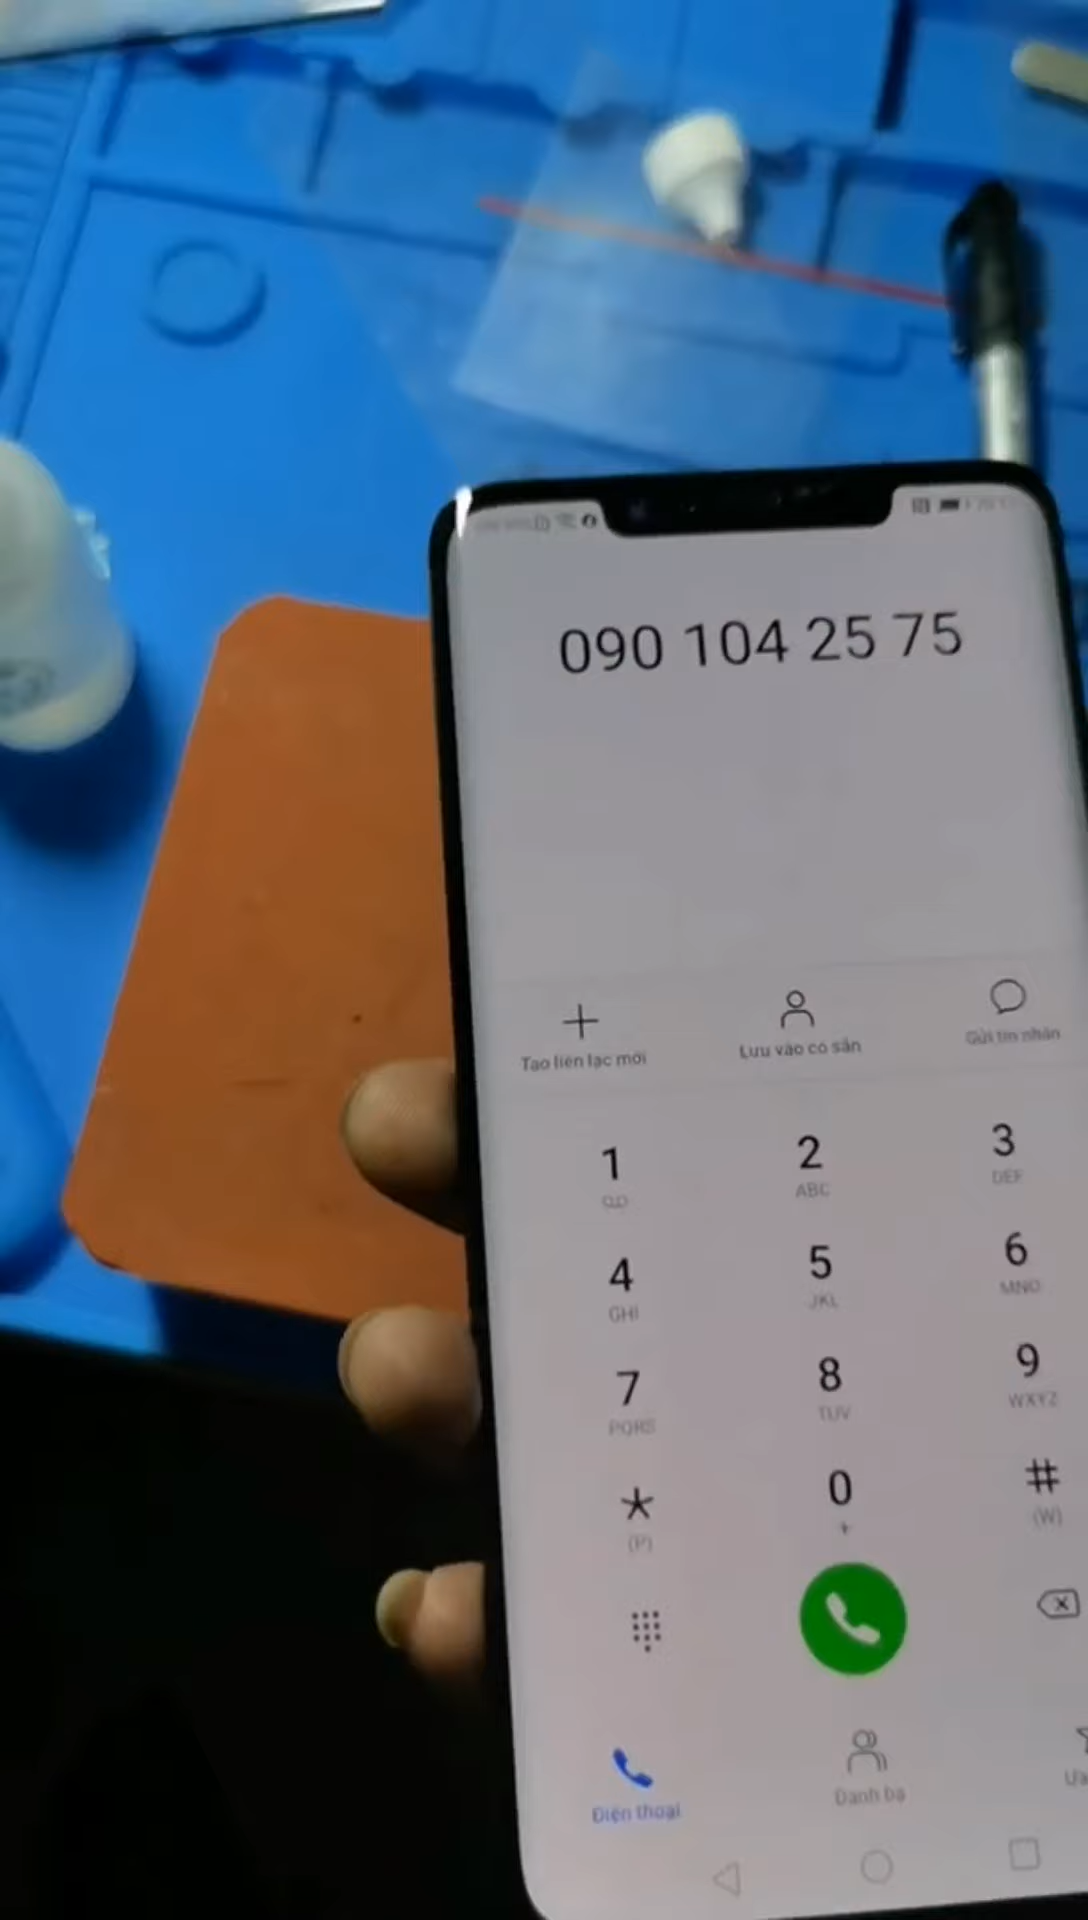 090 104 25 75
Tạo liên lạc mới
Lưu vào có sẵn
Gửi tin nhắn
1
2
ABC
3
DEF
4
GHI
5
JKL
6
MNO
7
PQRS
8
TUV
9
WXYZ
*
(P)
0
+
#
(W)
Điện thoại
Danh bạ